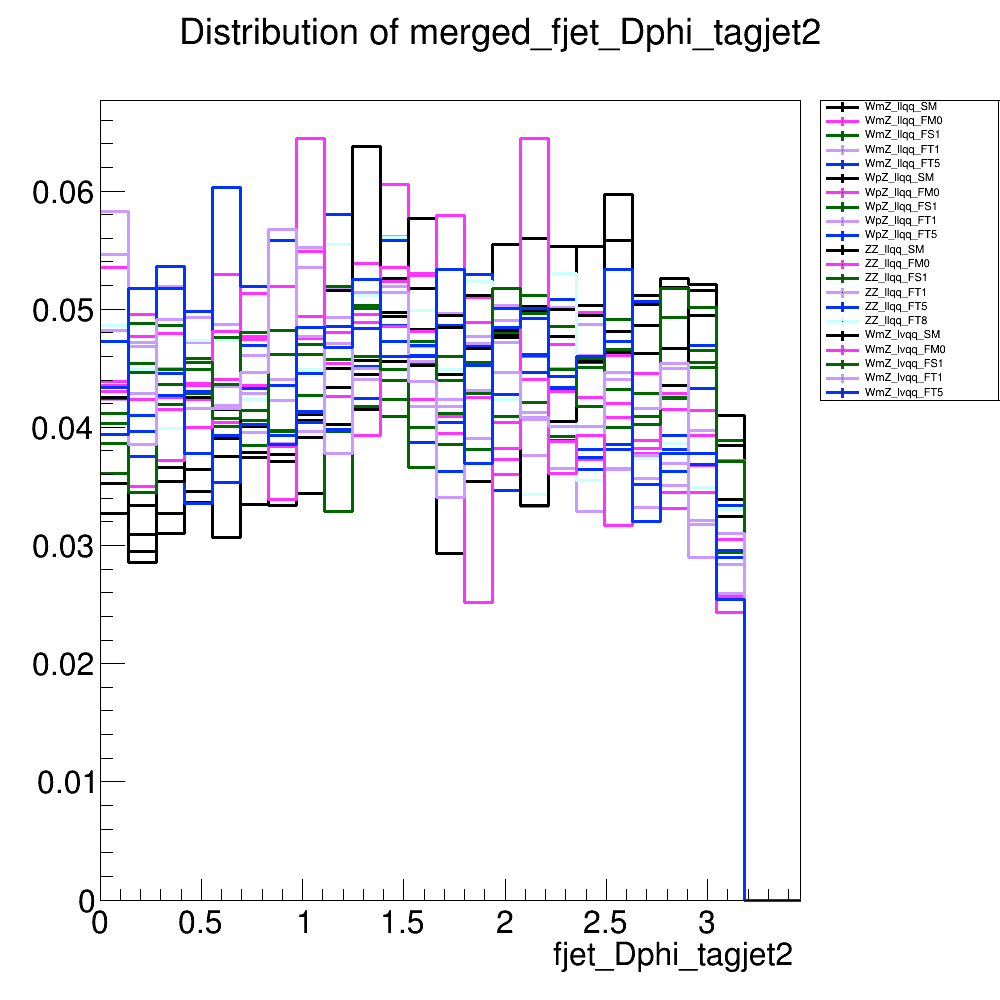 Distribution of merged_fjet_Dphi_tagjet2
WmZ_llqq_SM
WmZ_llqq_FM0
WmZ_llqq_FS1
WmZ_llqq_FT1
WmZ_llqq_FT5
WpZ_llqq_SM
WpZ_llqq_FM0
WpZ_llqq_FS1
WpZ_llqq_FT1
WpZ_llqq_FT5
ZZ_llqq_SM
ZZ_llqq_FM0
ZZ_llqq_FS1
ZZ_llqq_FT1
ZZ_llqq_FT5
ZZ_llqq_FT8
WmZ_lvqq_SM
WmZ_lvqq_FM0
WmZ_lvqq_FS1
WmZ_lvqq_FT1
WmZ_lvqq_FT5
0.06
0.05
0.04
0.03
0.02
0.01
0
0 0.5 1 1.5 2 2.5 3
fjet_Dphi_tagjet2